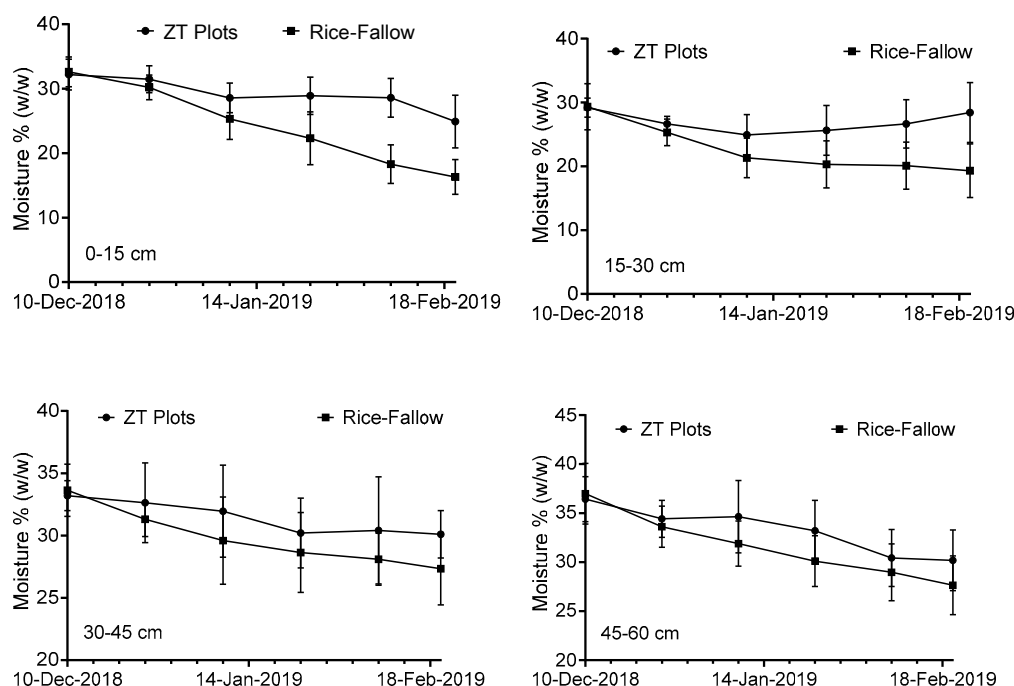 40
ZT Plots Rice-Fallow
30
20
10
0
Moisture % (w/w)
0-15 cm
10-Dec-2018 14-Jan-2019 18-Feb-2019
40
ZT Plots Rice-Fallow
30
20
10
0
Moisture % (w/w)
15-30 cm
10-Dec-2018 14-Jan-2019 18-Feb-2019
40
ZT Plots Rice-Fallow
35
30
25
20
Moisture % (w/w)
30-45 cm
10-Dec-2018 14-Jan-2019 18-Feb-2019
45
ZT Plots Rice-Fallow
40
35
30
25
20
Moisture % (w/w)
45-60 cm
10-Dec-2018 14-Jan-2019 18-Feb-2019